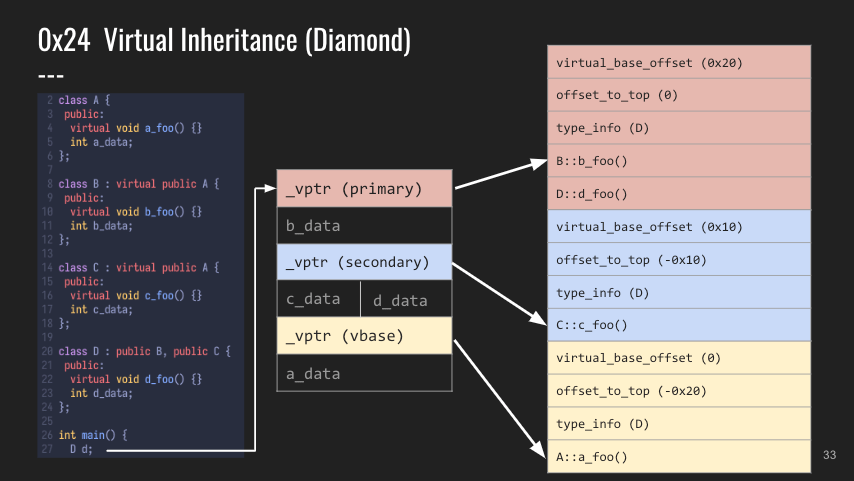 0x24 Virtual Inheritance (Diamond)
---
2 class A {
3 public:
4 virtual void a_foo() {}
5 int a_data;
6 };
7
8 class B : virtual public A {
9 public:
10 virtual void b_foo() {}
11 int b_data;
12 };
13
14 class C : virtual public A {
15 public:
16 virtual void c_foo() {}
17 int c_data;
18 };
19
20 class D : public B, public C {
21 public:
22 virtual void d_foo() {}
23 int d_data;
24 };
25
26 int main() {
27 D d;
_vptr (primary)
b_data
_vptr (secondary)
c_data d_data
_vptr (vbase)
a_data
virtual_base_offset (0x20)
offset_to_top (0)
type_info (D)
B::b_foo()
D::d_foo()
virtual_base_offset (0x10)
offset_to_top (-0x10)
type_info (D)
C::c_foo()
virtual_base_offset (0)
offset_to_top (-0x20)
type_info (D)
A::a_foo()
33